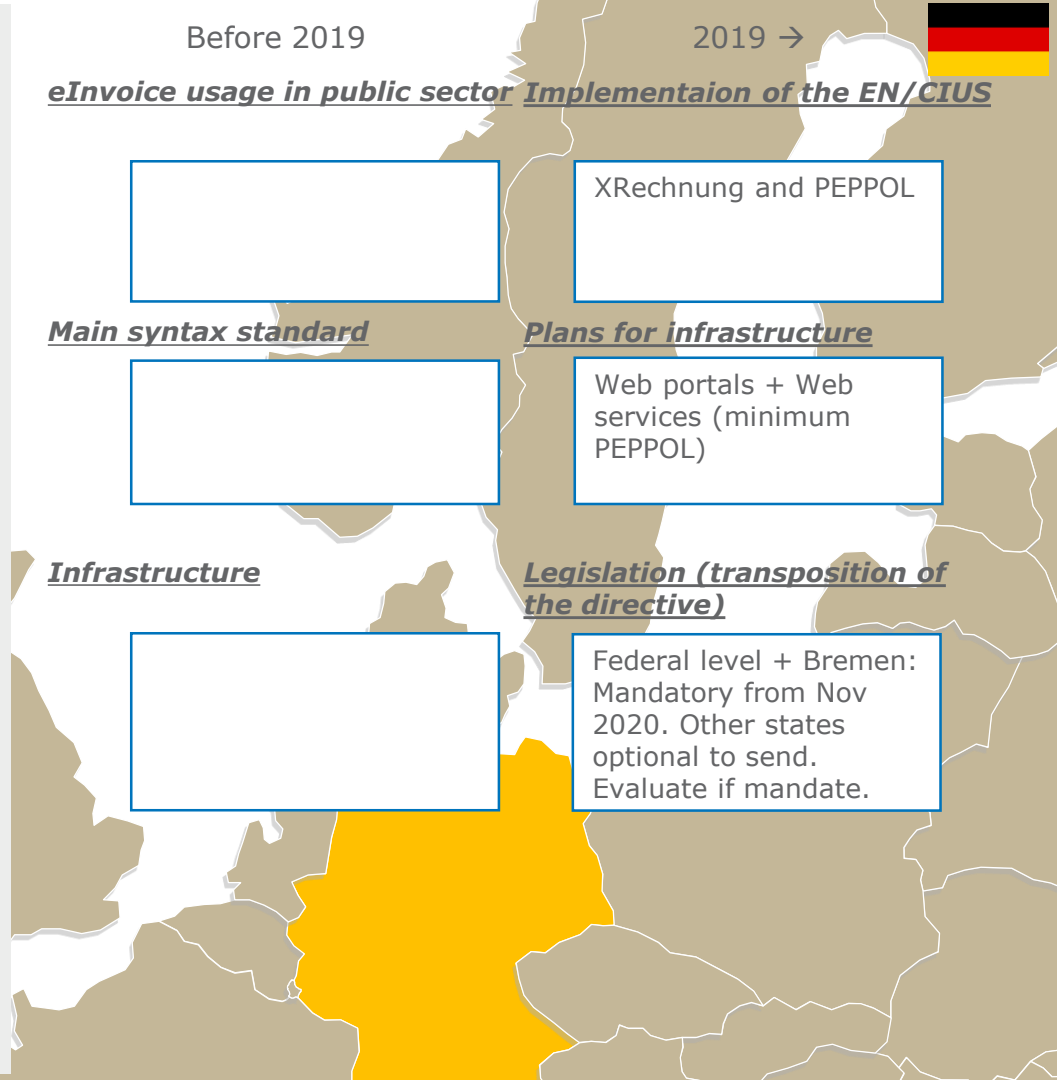 Before 2019
2019 →
eInvoice usage in public sector
Implementaion of the EN/CIUS
XRechnung and PEPPOL
Main syntax standard
Plans for infrastructure
Web portals + Web
services (minimum
PEPPOL)
Infrastructure
Legislation (transposition of
the directive)
Federal level + Bremen:
Mandatory from Nov
2020. Other states
optional to send.
Evaluate if mandate.